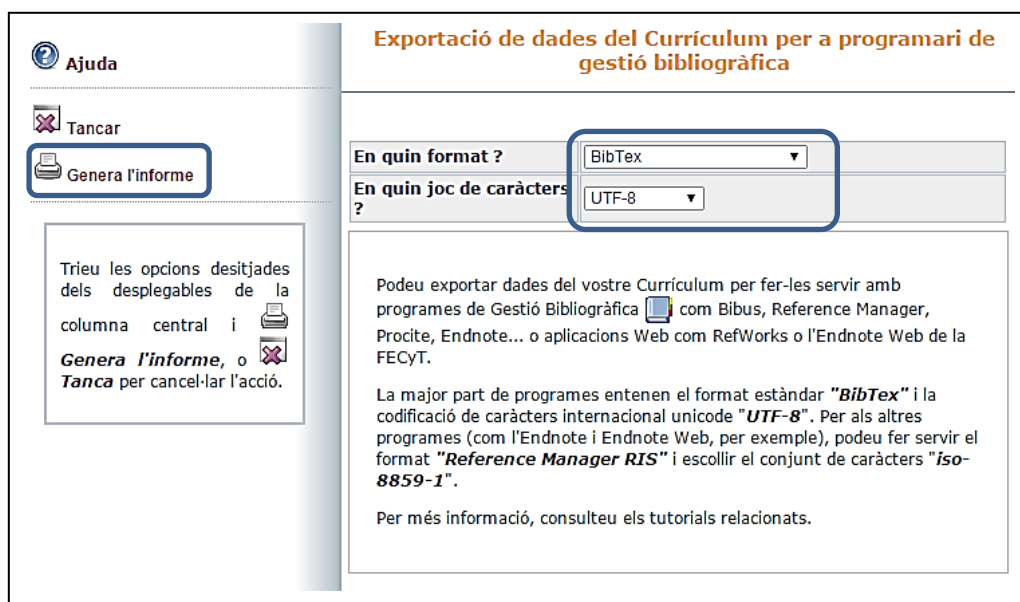 Ajuda
Tancar
Genera l'informe
Trieu les opcions desitjades
dels desplegables de la
columna central i
Genera l'informe, o
Tanca per cancel·lar l'acció.
Exportació de dades del Currículum per a programari de
gestió bibliogràfica
En quin format ?
BibTex
En quin joc de caràcters
?
UTF-8
Podeu exportar dades del vostre Currículum per fer-les servir amb
programes de Gestió Bibliogràfica com Bibus, Reference Manager,
Procite, Endnote... o aplicacions Web com RefWorks o l'Endnote Web de la
FECyT.
La major part de programes entenen el format estàndar "BibTex" i la
codificació de caràcters internacional unicode "UTF-8". Per als altres
programes (com l'Endnote i Endnote Web, per exemple), podeu fer servir el
format "Reference Manager RIS" i escollir el conjunt de caràcters "iso-
8859-1".
Per més informació, consulteu els tutorials relacionats.